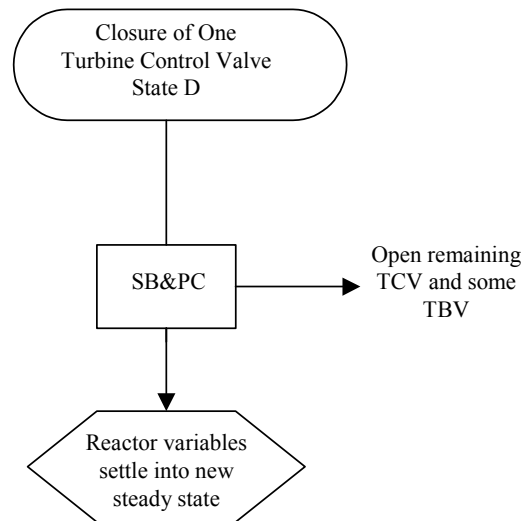 Closure of One
Turbine Control Valve
State D
SB&PC
Open remaining
TCV and some
TBV
Reactor variables
settle into new
steady state